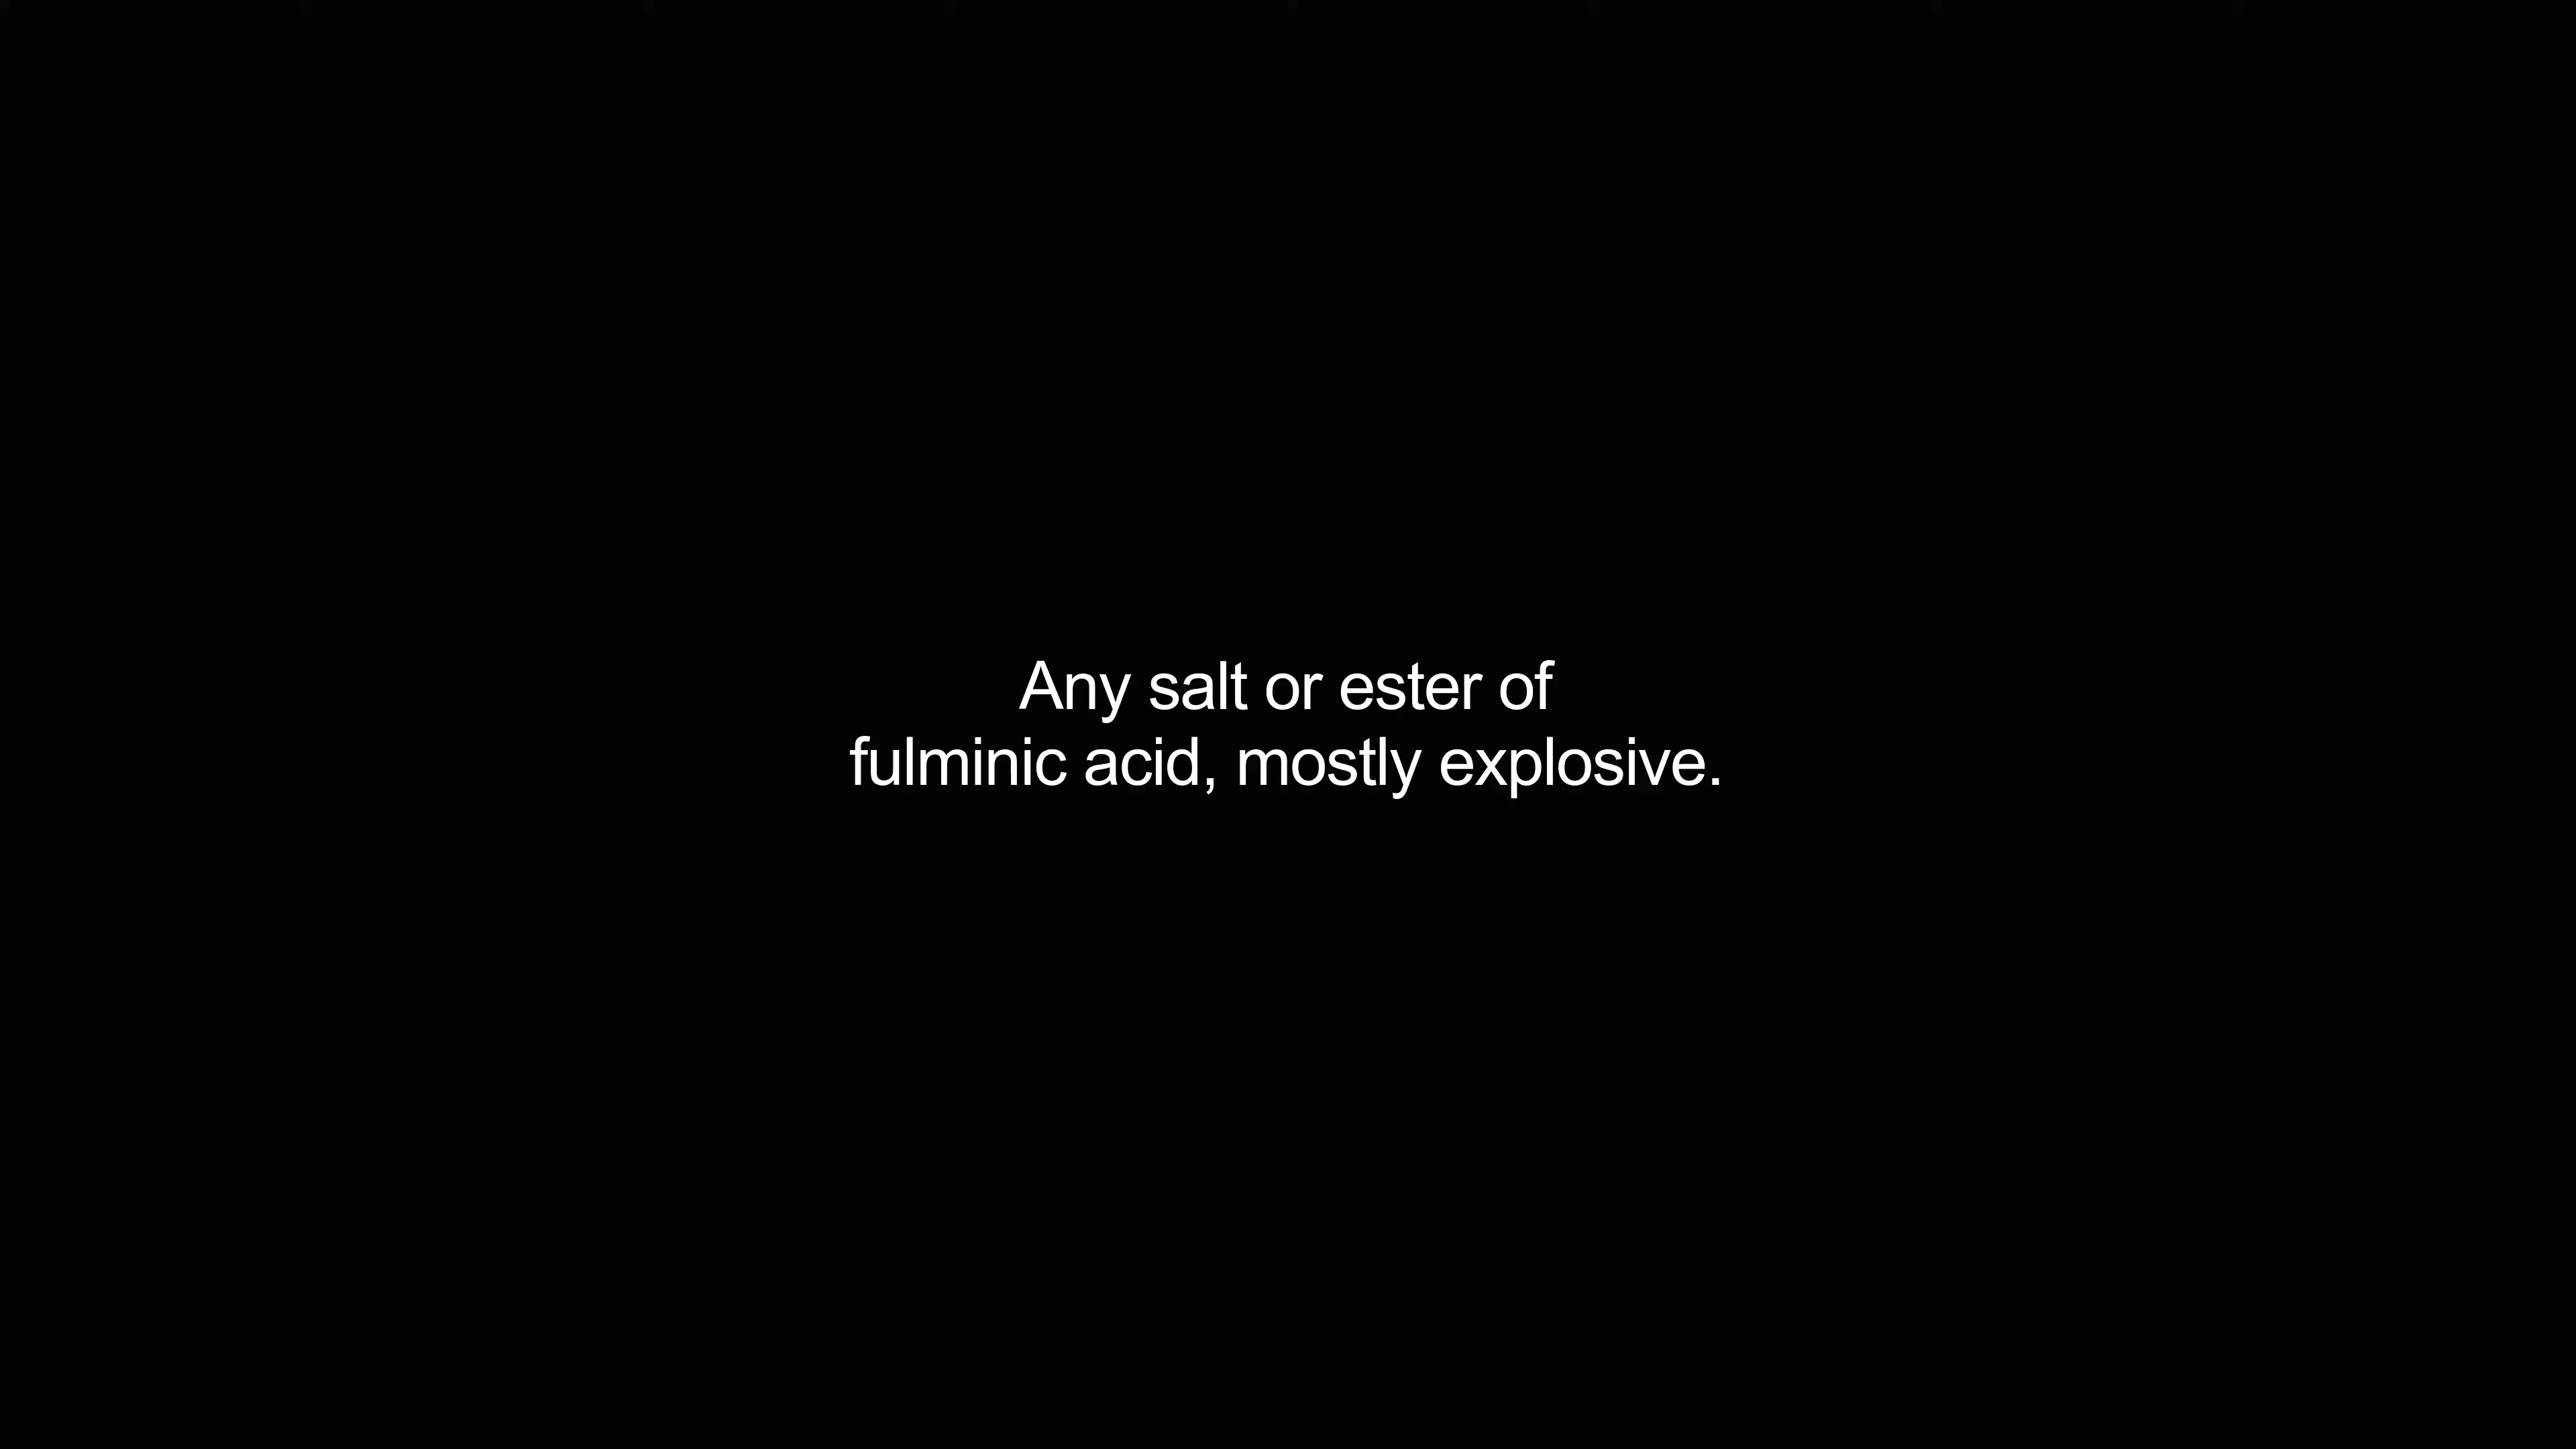 Any salt or ester of
fulminic acid, mostly explosive.